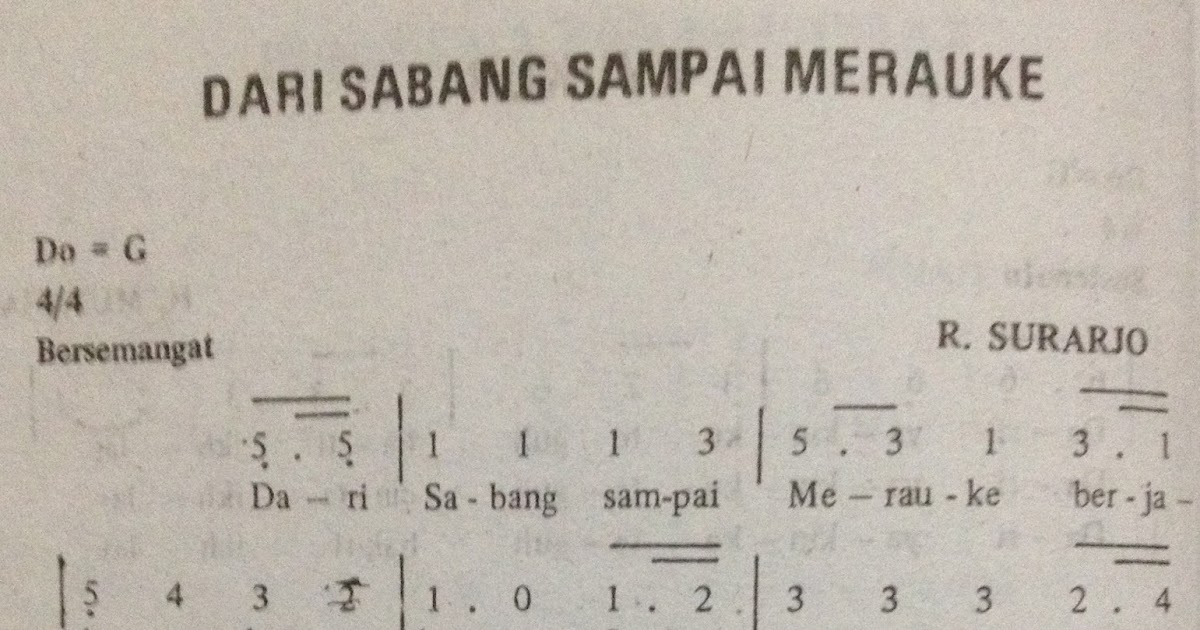 DARI SABANG SAMPAI MERAUKE
Do = G
4/4
Bersemangat
R. SURARJO
5̣ . 5̣ | 1 1 1 3 | 5 . 3 1 3 . 1
Da – ri Sa - bang sam-pai Me – rau - ke ber - ja -
| 5̣ 4 3 | 1 . 0 1 . 2 | 3 3 3 2 . 4